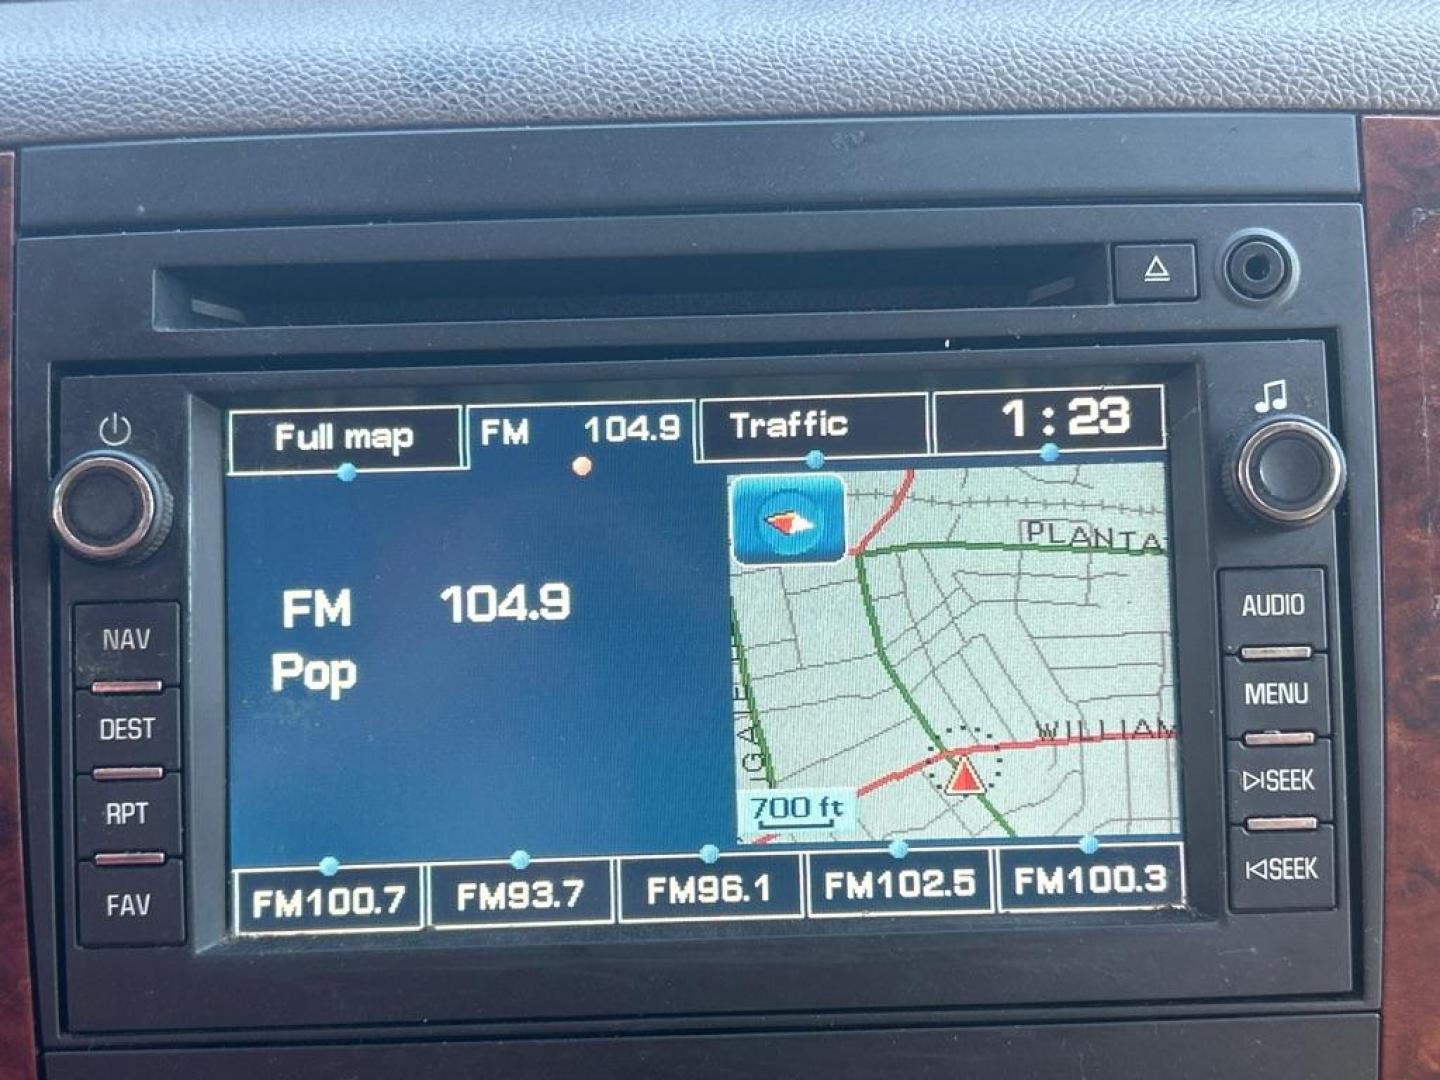 Full map
FM 104.9
Traffic
1:23
FM 104.9
Pop
PLANTA
WILLIAM
IGATE
700 ft
FM100.7
FM93.7
FM96.1
FM102.5
FM100.3
NAV
DEST
RPT
FAV
AUDIO
MENU
SEEK
SEEK